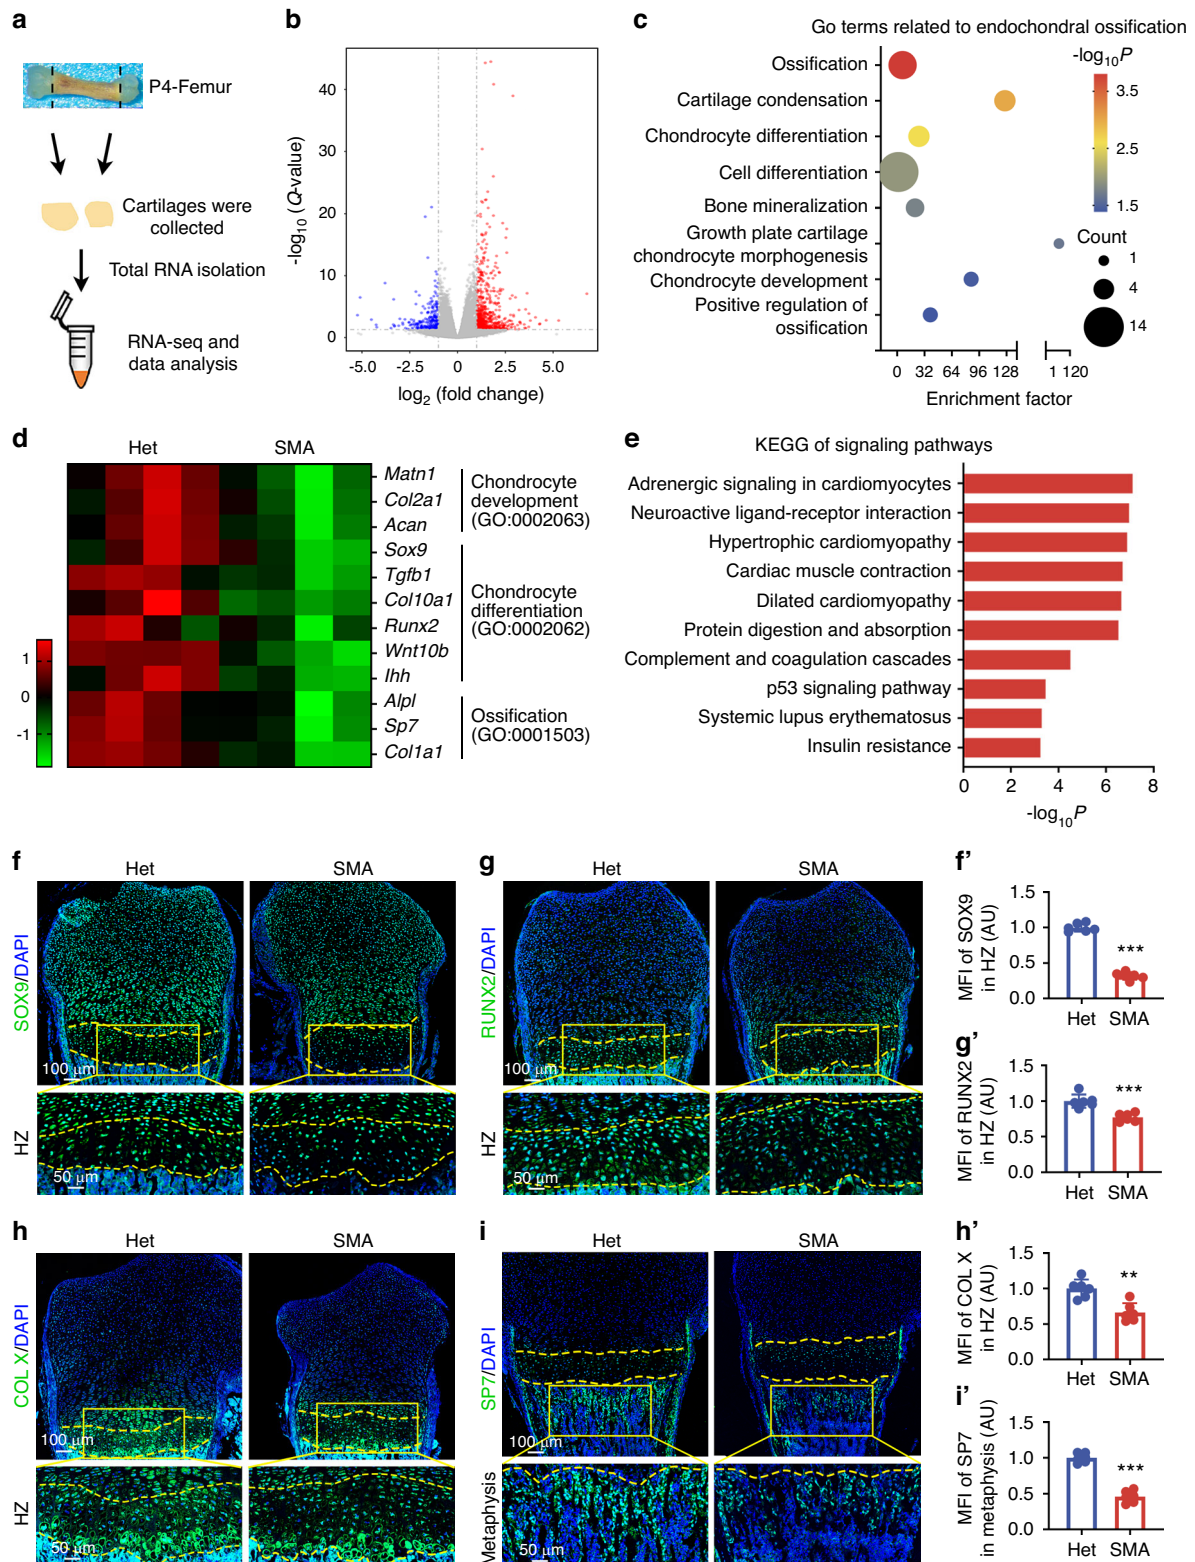 a
P4-Femur
Cartilages were
collected
Total RNA isolation
RNA-seq and
data analysis
b
-log10 (Q-value)
40
30
20
10
0
-5.0 -2.5 0 2.5 5.0
log2 (fold change)
c
Go terms related to endochondral ossification
Ossification
Cartilage condensation
Chondrocyte differentiation
Cell differentiation
Bone mineralization
Growth plate cartilage
chondrocyte morphogenesis
Chondrocyte development
Positive regulation of
ossification
0 32 64 96 128 1 120
Enrichment factor
-log10P
3.5
2.5
1.5
Count
1
4
14
d
Het SMA
Matn1
Col2a1
Acan
Sox9
Tgfb1
Col10a1
Runx2
Wnt10b
Ihh
Alpl
Sp7
Col1a1
Chondrocyte
development
(GO:0002063)
Chondrocyte
differentiation
(GO:0002062)
Ossification
(GO:0001503)
1
0
-1
e
KEGG of signaling pathways
Adrenergic signaling in cardiomyocytes
Neuroactive ligand-receptor interaction
Hypertrophic cardiomyopathy
Cardiac muscle contraction
Dilated cardiomyopathy
Protein digestion and absorption
Complement and coagulation cascades
p53 signaling pathway
Systemic lupus erythematosus
Insulin resistance
0 2 4 6 8
-log10P
f
Het SMA
SOX9/DAPI
100 μm
HZ
50 μm
g
Het SMA
RUNX2/DAPI
100 μm
HZ
50 μm
f’
MFI of SOX9
in HZ (AU)
1.5
1.0
0.5
0.0
***
Het SMA
g’
MFI of RUNX2
in HZ (AU)
1.5
1.0
0.5
0
***
Het SMA
h
Het SMA
COL X/DAPI
100 μm
HZ
50 μm
i
Het SMA
SP7/DAPI
100 μm
Metaphysis
50 μm
h’
MFI of COL X
in HZ (AU)
1.5
1.0
0.5
0.0
**
Het SMA
i’
MFI of SP7
in metaphysis (AU)
1.5
1.0
0.5
0.0
***
Het SMA